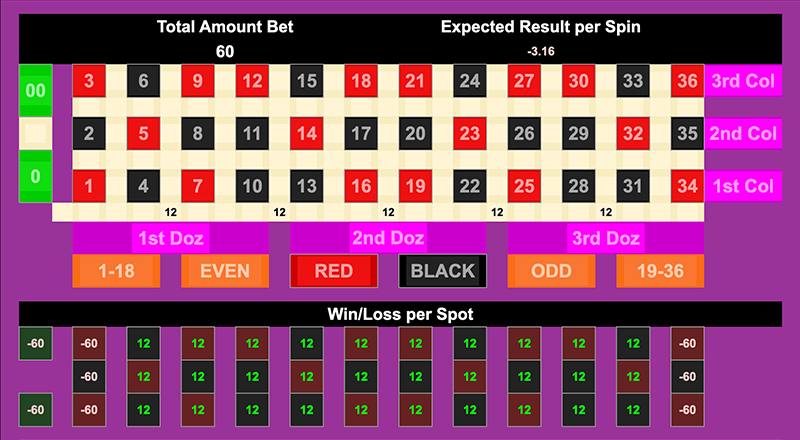 Total Amount Bet Expected Result per Spin
60 -3.16
00 3 6 9 12 15 18 21 24 27 30 33 36 3rd Col
2 5 8 11 14 17 20 23 26 29 32 35 2nd Col
0 1 4 7 10 13 16 19 22 25 28 31 34 1st Col
12 12 12 12 12
1st Doz 2nd Doz 3rd Doz
1-18 EVEN RED BLACK ODD 19-36
Win/Loss per Spot
-60 -60 12 12 12 12 12 12 12 12 12 12 -60
-60 12 12 12 12 12 12 12 12 12 12 -60
-60 -60 12 12 12 12 12 12 12 12 12 12 -60